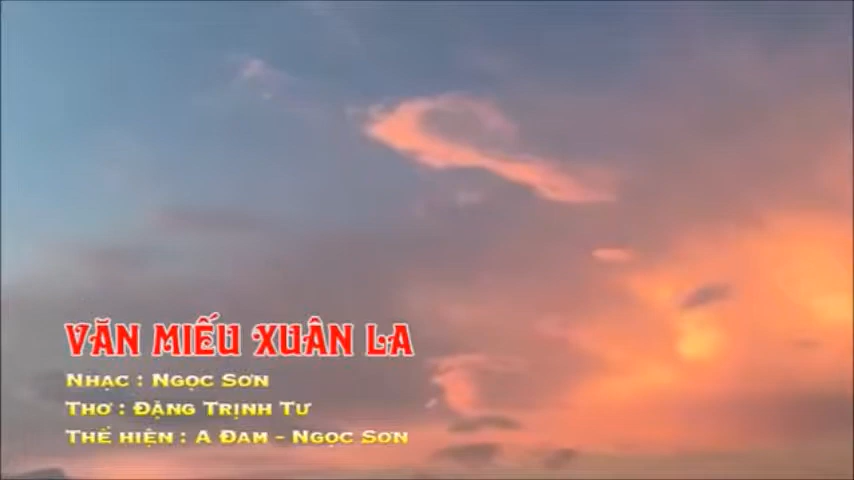 VĂN MIẾU XUÂN LA
NHẠC : NGỌC SƠN
THƠ : ĐẶNG TRỊNH TƯ
THỂ HIỆN : A ĐAM - NGỌC SƠN